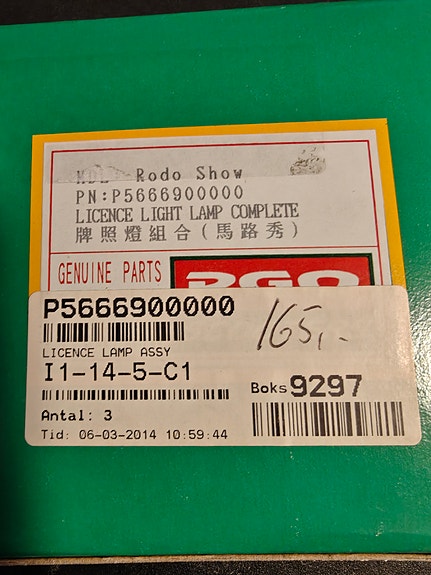 Rodo Show
PN:P5666900000
LICENCE LIGHT LAMP COMPLETE
牌照燈組合(馬路秀)
GENUINE PARTS
PGO
P5666900000
165,-
LICENCE LAMP ASSY
I1-14-5-C1
Boks 9297
Antal: 3
Tid: 06-03-2014 10:59:44